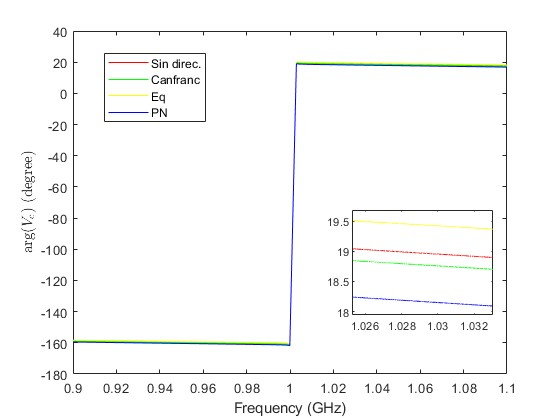 40
20
0
-20
-40
-60
-80
-100
-120
-140
-160
-180
arg(V_c) (degree)
Sin direc.
Canfranc
Eq
PN
19.5
19
18.5
18
1.026 1.028 1.03 1.032
0.9 0.92 0.94 0.96 0.98 1 1.02 1.04 1.06 1.08 1.1
Frequency (GHz)